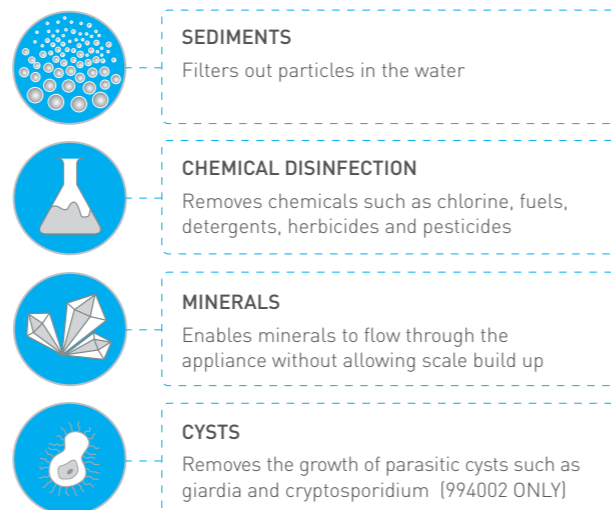 SEDIMENTS
Filters out particles in the water
CHEMICAL DISINFECTION
Removes chemicals such as chlorine, fuels,
detergents, herbicides and pesticides
MINERALS
Enables minerals to flow through the
appliance without allowing scale build up
CYSTS
Removes the growth of parasitic cysts such as
giardia and cryptosporidium (994002 ONLY)